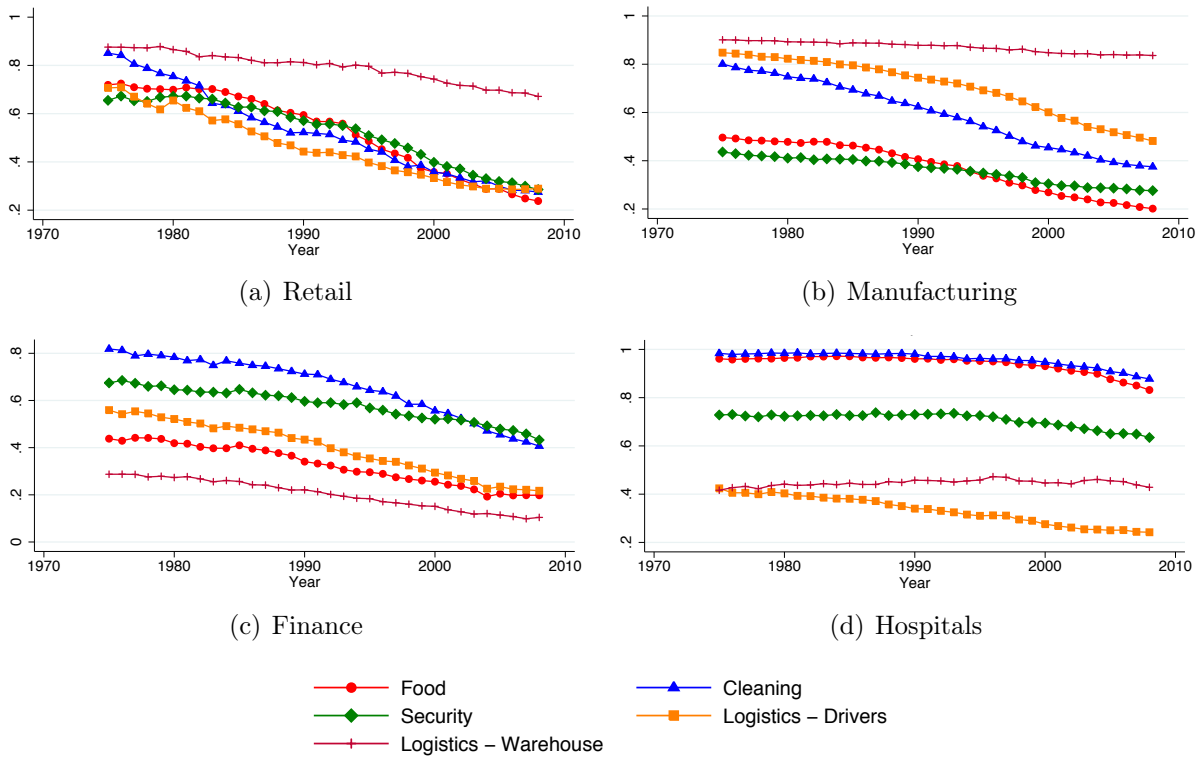 1
.8
.6
.4
.2
1970 1980 1990 2000 2010
Year
(a) Retail
1
.8
.6
.4
.2
1970 1980 1990 2000 2010
Year
(b) Manufacturing
.8
.6
.4
.2
0
1970 1980 1990 2000 2010
Year
(c) Finance
1
.8
.6
.4
.2
1970 1980 1990 2000 2010
Year
(d) Hospitals
Food
Cleaning
Security
Logistics – Drivers
Logistics – Warehouse